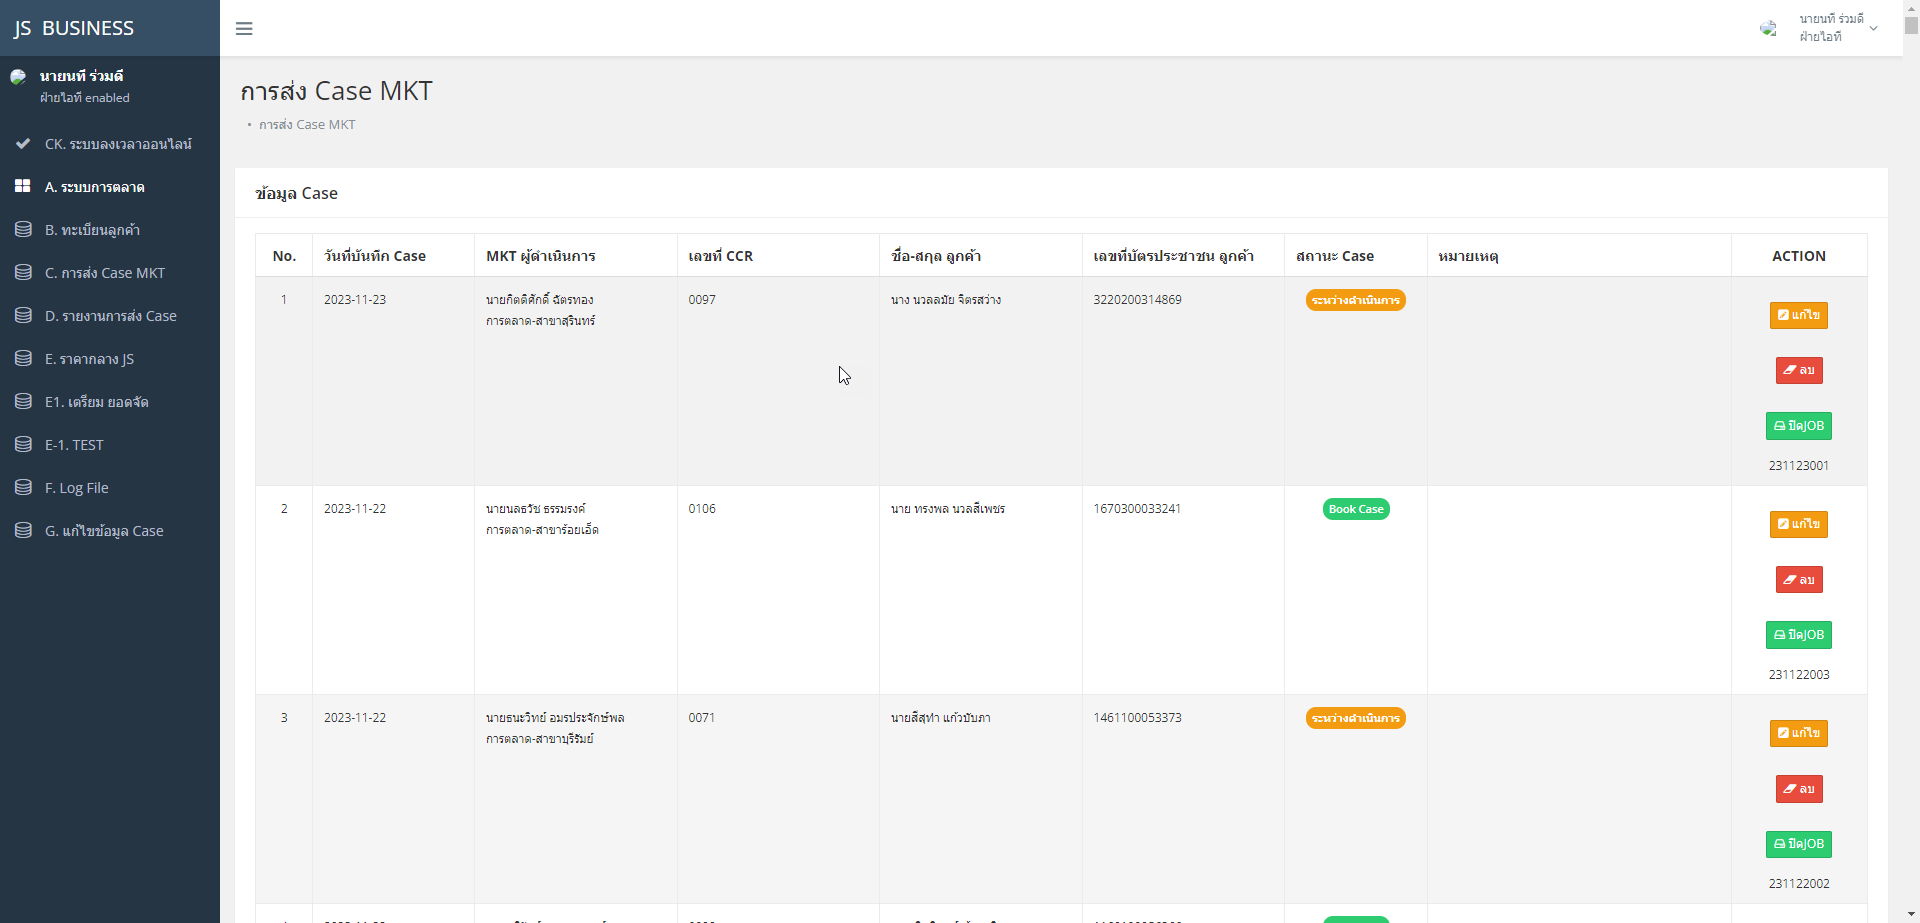 JS BUSINESS
นายนที ร่วมดี
ฝ่ายไอที
นายนที ร่วมดี
ฝ่ายไอที enabled
CK. ระบบลงเวลาออนไลน์
A. ระบบการตลาด
B. ทะเบียนลูกค้า
C. การส่ง Case MKT
D. รายงานการส่ง Case
E. ราคากลาง JS
E1. เตรียม ยอดจัด
E-1. TEST
F. Log File
G. แก้ไขข้อมูล Case
การส่ง Case MKT
• การส่ง Case MKT
ข้อมูล Case
No. วันที่บันทึก Case MKT ผู้ดำเนินการ เลขที่ CCR ชื่อ-สกุล ลูกค้า เลขที่บัตรประชาชน ลูกค้า สถานะ Case หมายเหตุ ACTION
1 2023-11-23 นายกิตติศักดิ์ ฉัตรทอง 0097 นาง นวลลมัย จิตรสว่าง 3220200314869 ระหว่างดำเนินการ
การตลาด-สาขาสุรินทร์
แก้ไข
ลบ
ปิดJOB
231123001
2 2023-11-22 นายนลธวัช ธรรมรงค์ 0106 นาย ทรงพล นวลสีเพชร 1670300033241 Book Case
การตลาด-สาขาร้อยเอ็ด
แก้ไข
ลบ
ปิดJOB
231122003
3 2023-11-22 นายธนะวิทย์ อมรประจักษ์พล 0071 นายสีสุทำ แก้วปับภา 1461100053373 ระหว่างดำเนินการ
การตลาด-สาขาบุรีรัมย์
แก้ไข
ลบ
ปิดJOB
231122002